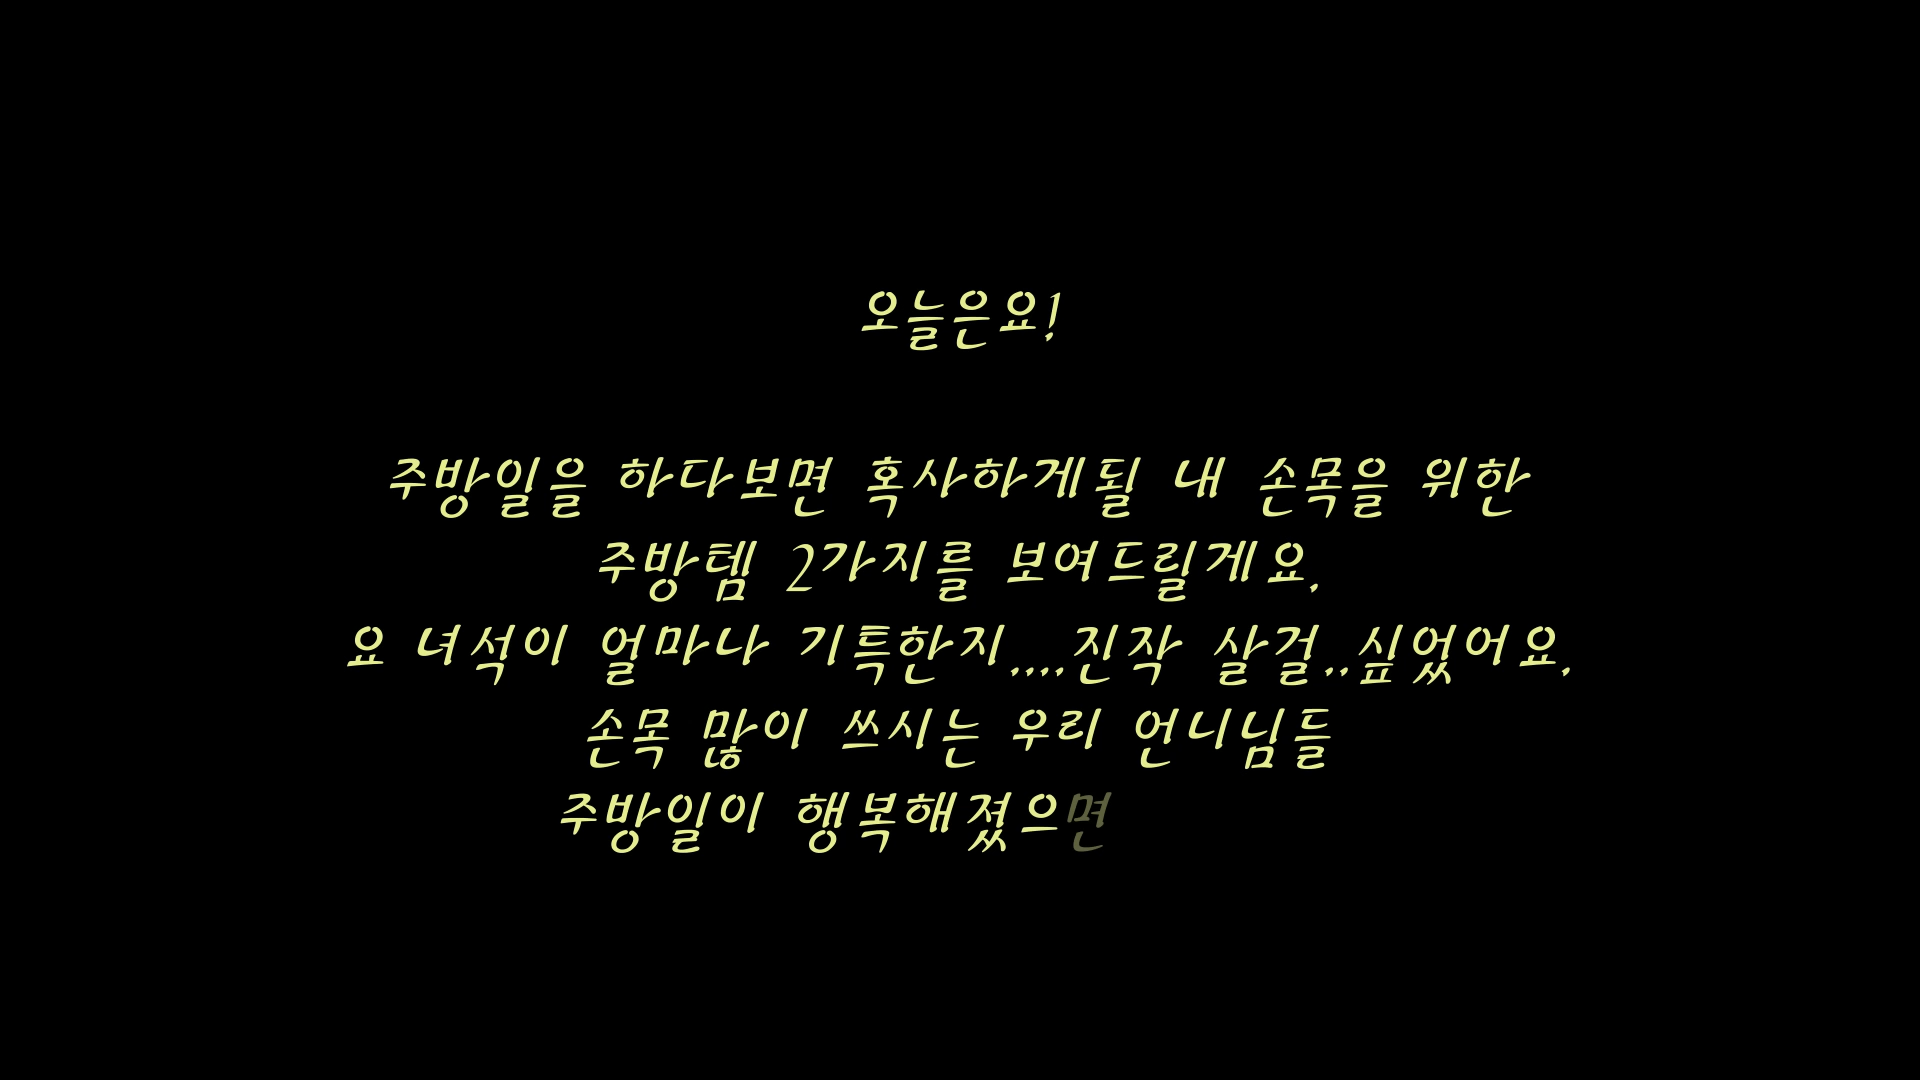 오늘은요!
주방일을 하다보면 혹사하게될 내 손목을 위한
주방템 2가지를 보여드릴게요.
요 녀석이 얼마나 기특한지....진작 살걸..싶었어요.
손목 많이 쓰시는 우리 언니님들
주방일이 행복해졌으면